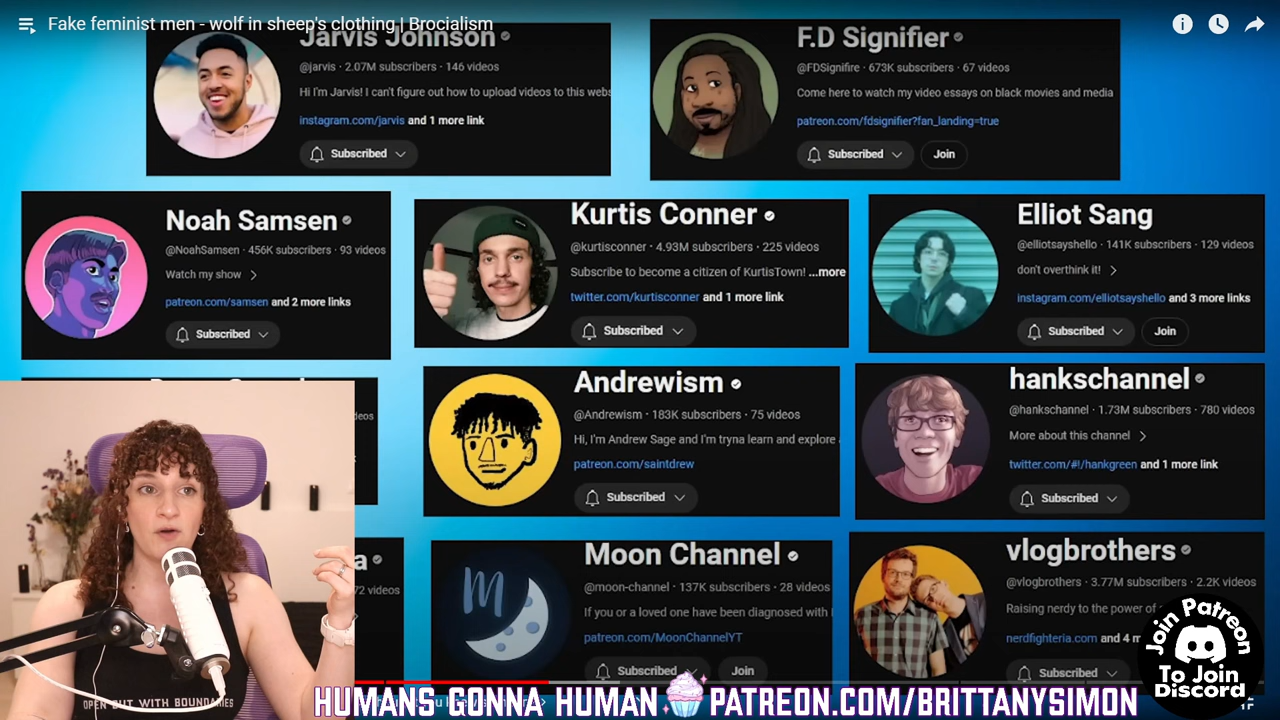 Fake feminist men - wolf in sheep's clothing | Brocialism
Jarvis Johnson
@jarvis · 2.07M subscribers · 146 videos
Hi I'm Jarvis! I can't figure out how to upload videos to this webs
instagram.com/jarvis and 1 more link
Subscribed
F.D Signifier
@FDSignifire · 673K subscribers · 67 videos
Come here to watch my video essays on black movies and media
patreon.com/fdsignifier?fan_landing=true
Subscribed
Join
Noah Samsen
@NoahSamsen · 456K subscribers · 93 videos
Watch my show
patreon.com/samsen and 2 more links
Subscribed
Kurtis Conner
@kurtisconner · 4.93M subscribers · 225 videos
Subscribe to become a citizen of KurtisTown! ...more
twitter.com/kurtisconner and 1 more link
Subscribed
Elliot Sang
@elliotsayshello · 141K subscribers · 129 videos
don't overthink it!
instagram.com/elliotsayshello and 3 more links
Subscribed
Join
Andrewism
@Andrewism · 183K subscribers · 75 videos
Hi, I'm Andrew Sage and I'm tryna learn and explore
patreon.com/saintdrew
Subscribed
hankschannel
@hankschannel · 1.73M subscribers · 780 videos
More about this channel
twitter.com/#!/hankgreen and 1 more link
Subscribed
a
72 videos
M
Moon Channel
@moon-channel · 137K subscribers · 28 videos
If you or a loved one have been diagnosed with
patreon.com/MoonChannelYT
Subscribed
Join
vlogbrothers
@vlogbrothers · 3.77M subscribers · 2.2K videos
Raising nerdy to the power of
nerdfighteria.com and 4 m
Subscribed
Join Patreon
To Join
Discord
OPEN BUT WITH BOUNDARIES
HUMANS GONNA HUMAN PATREON.COM/BRITTANYSIMON